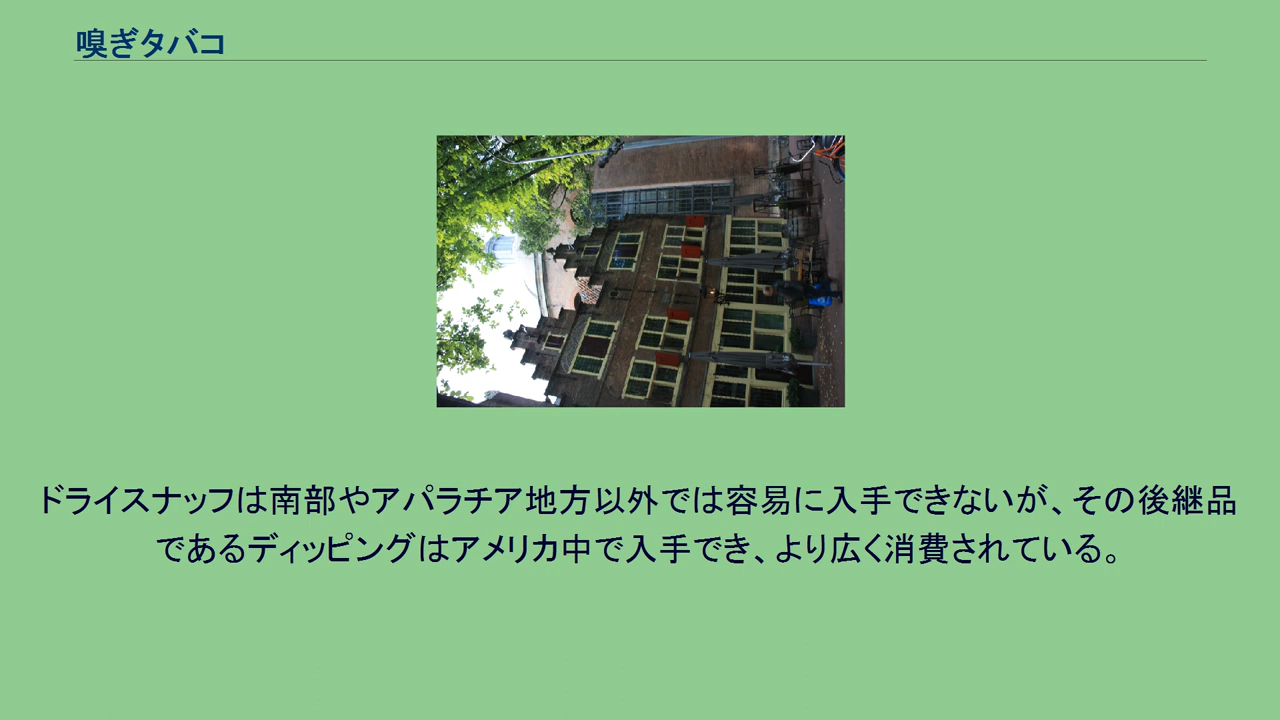 嗅ぎタバコ
ドライスナッフは南部やアパラチア地方以外では容易に入手できないが、その後継品
であるディッピングはアメリカ中で入手でき、より広く消費されている。